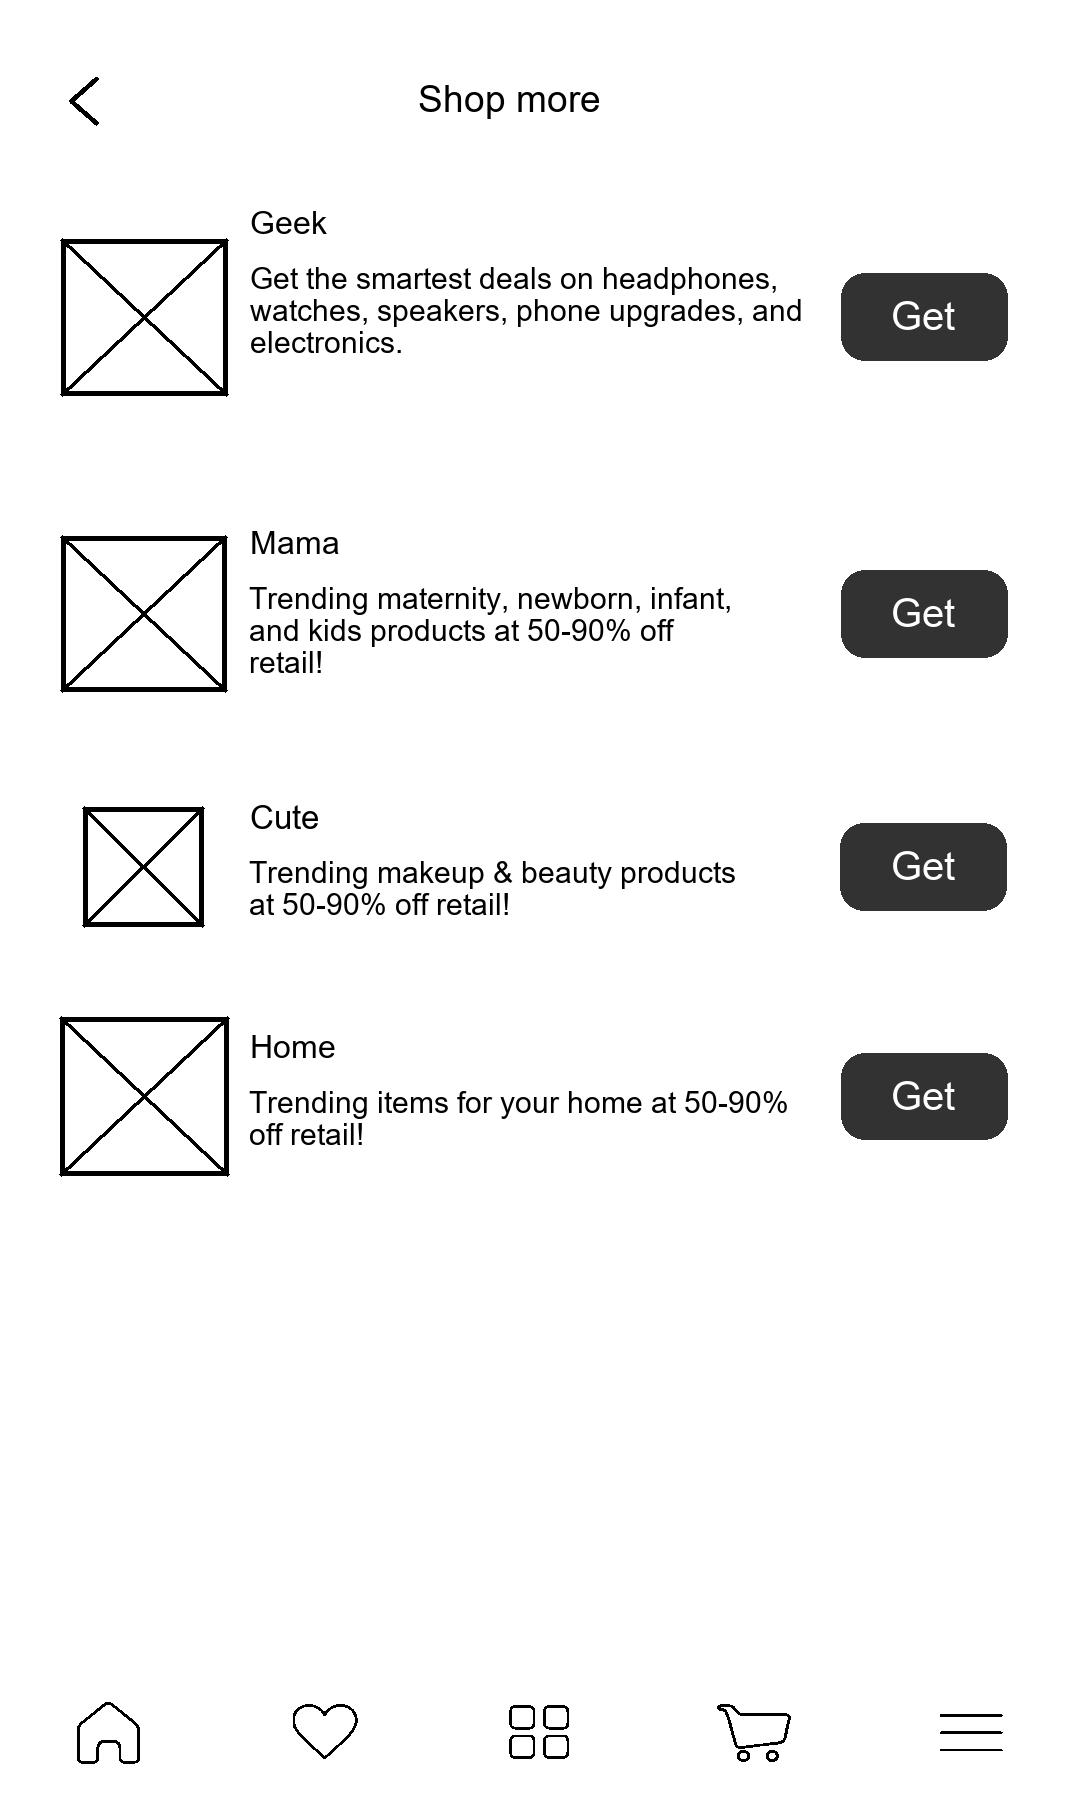 Shop more
Geek
Get the smartest deals on headphones,
watches, speakers, phone upgrades, and
electronics.
Get
Mama
Trending maternity, newborn, infant,
and kids products at 50-90% off
retail!
Get
Cute
Trending makeup & beauty products
at 50-90% off retail!
Get
Home
Trending items for your home at 50-90%
off retail!
Get